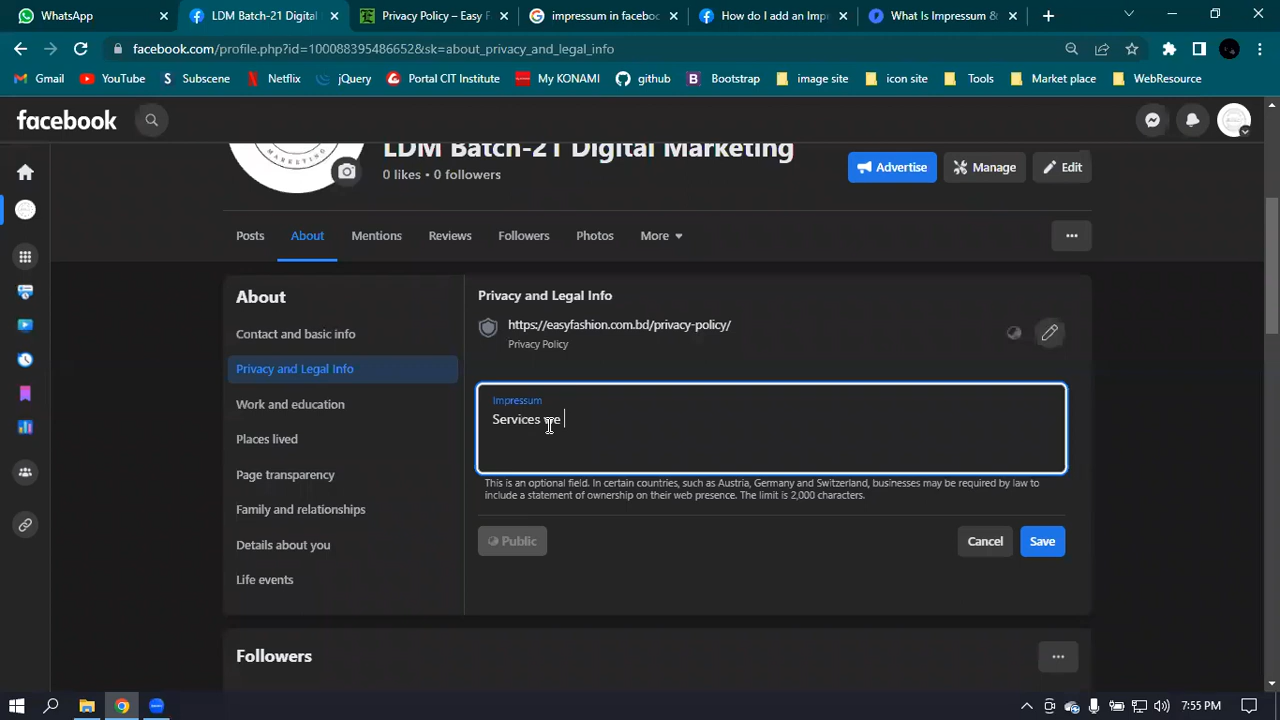 WhatsApp
LDM Batch-21 Digital
Privacy Policy – Easy F
impressum in faceboo
How do I add an Imp
What Is Impressum &
facebook.com/profile.php?id=100088395486652&sk=about_privacy_and_legal_info
Gmail
YouTube
Subscene
Netflix
jQuery
Portal CIT Institute
My KONAMI
github
Bootstrap
image site
icon site
Tools
Market place
WebResource
facebook
MARKETING
LDM Batch-21 Digital Marketing
0 likes • 0 followers
Advertise
Manage
Edit
Posts
About
Mentions
Reviews
Followers
Photos
More
About
Contact and basic info
Privacy and Legal Info
Work and education
Places lived
Page transparency
Family and relationships
Details about you
Life events
Privacy and Legal Info
https://easyfashion.com.bd/privacy-policy/
Privacy Policy
Impressum
Services we
This is an optional field. In certain countries, such as Austria, Germany and Switzerland, businesses may be required by law to
include a statement of ownership on their web presence. The limit is 2,000 characters.
Public
Cancel
Save
Followers
7:55 PM